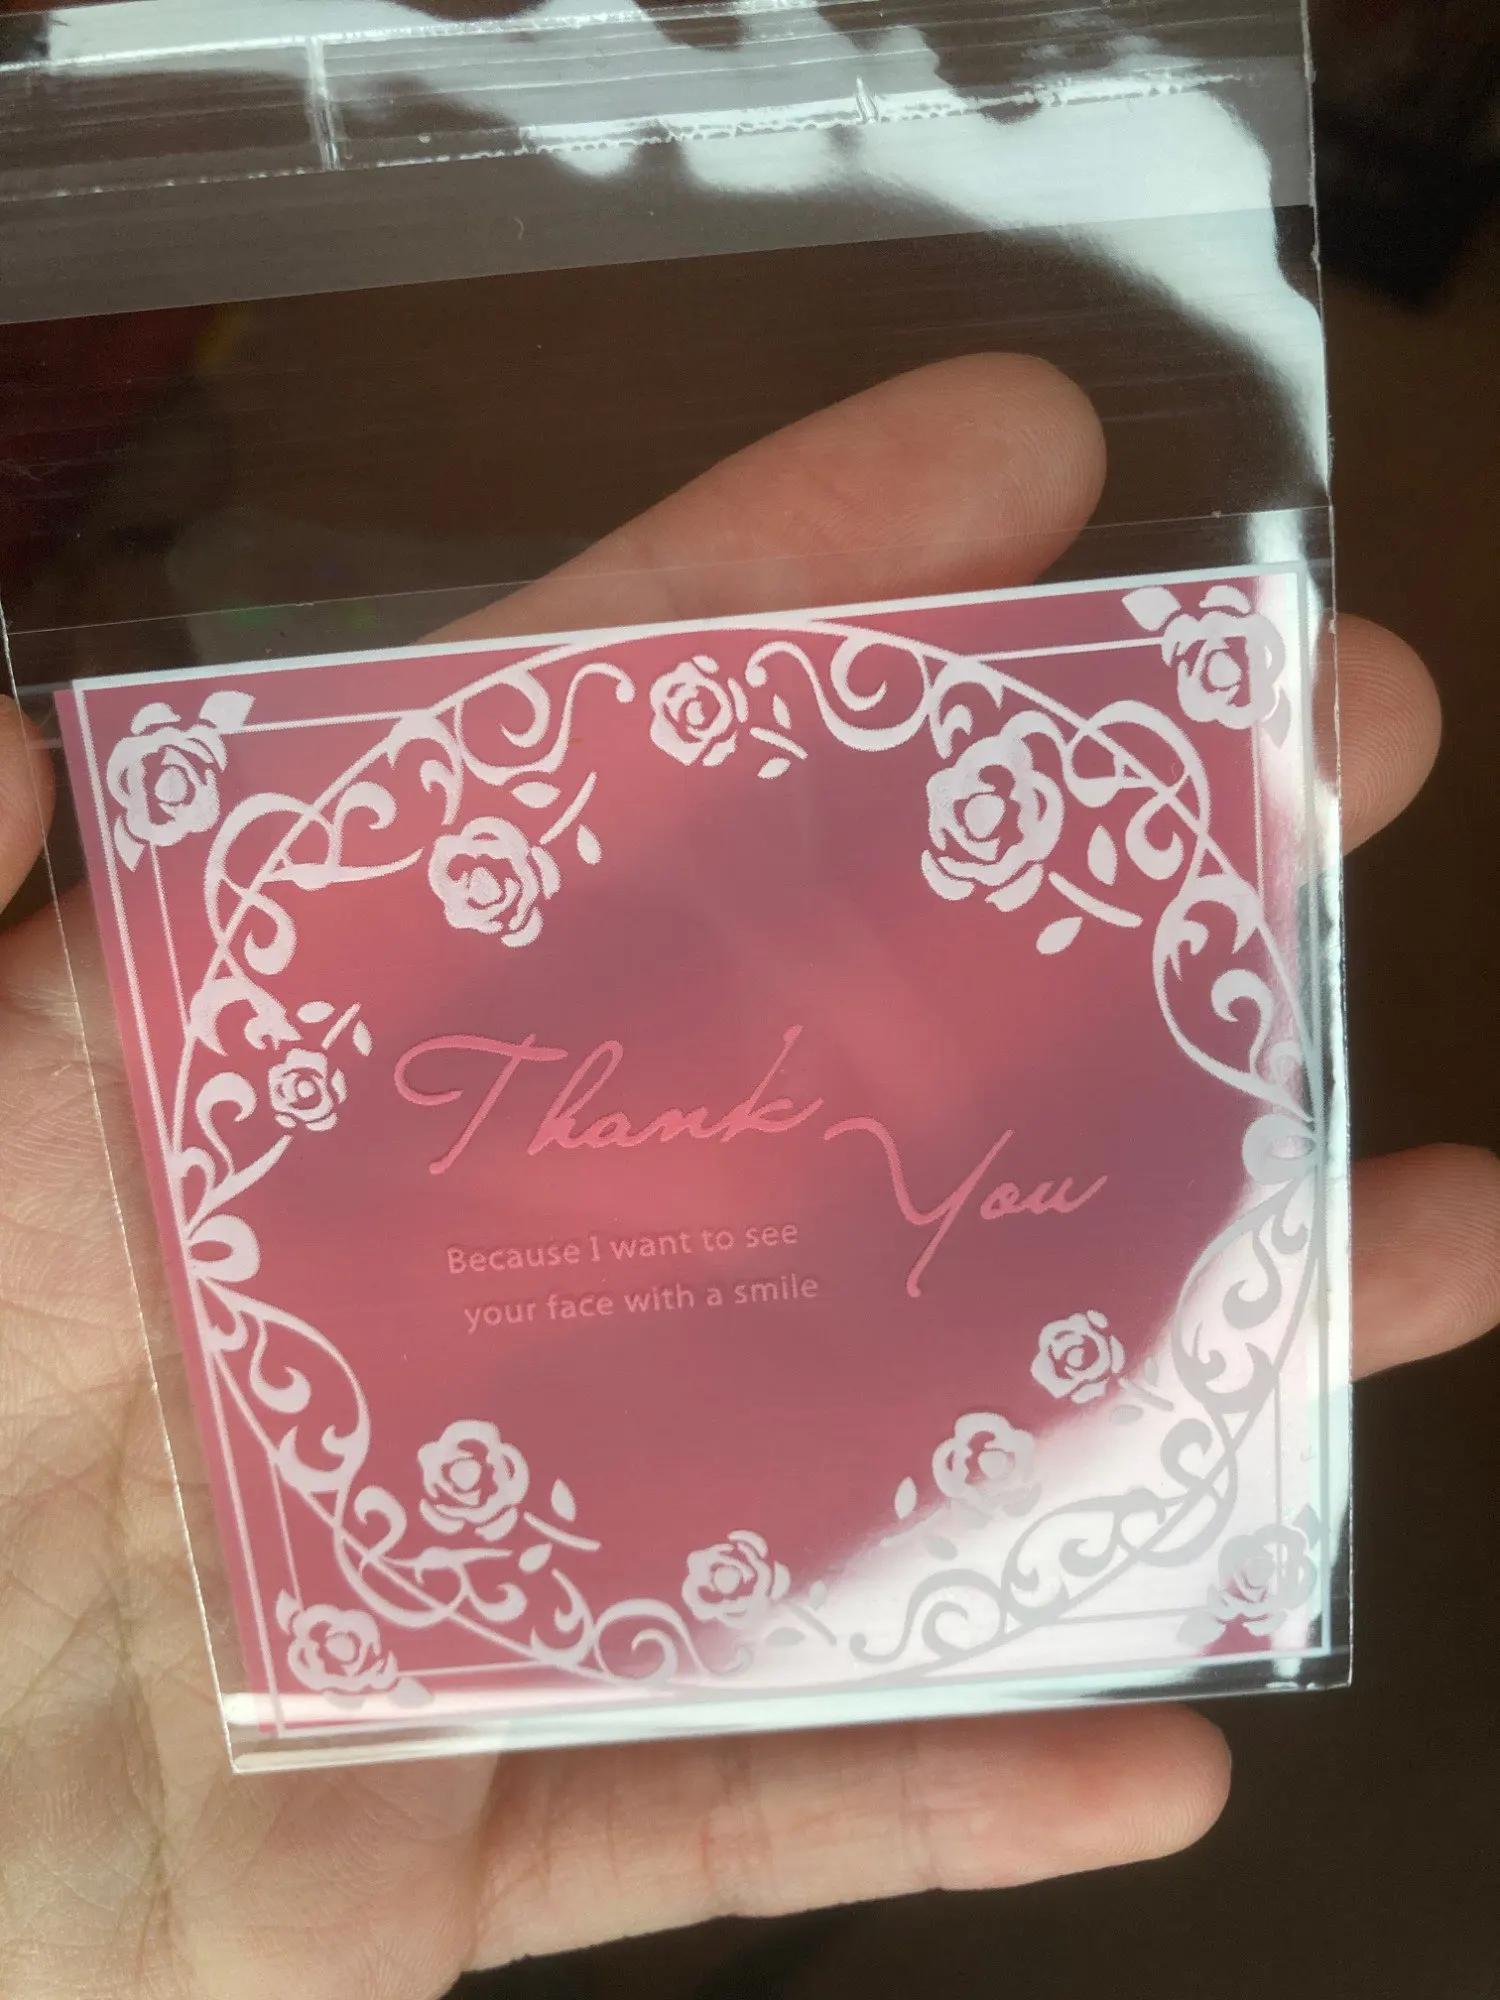 Thank You
Because I want to see
your face with a smile